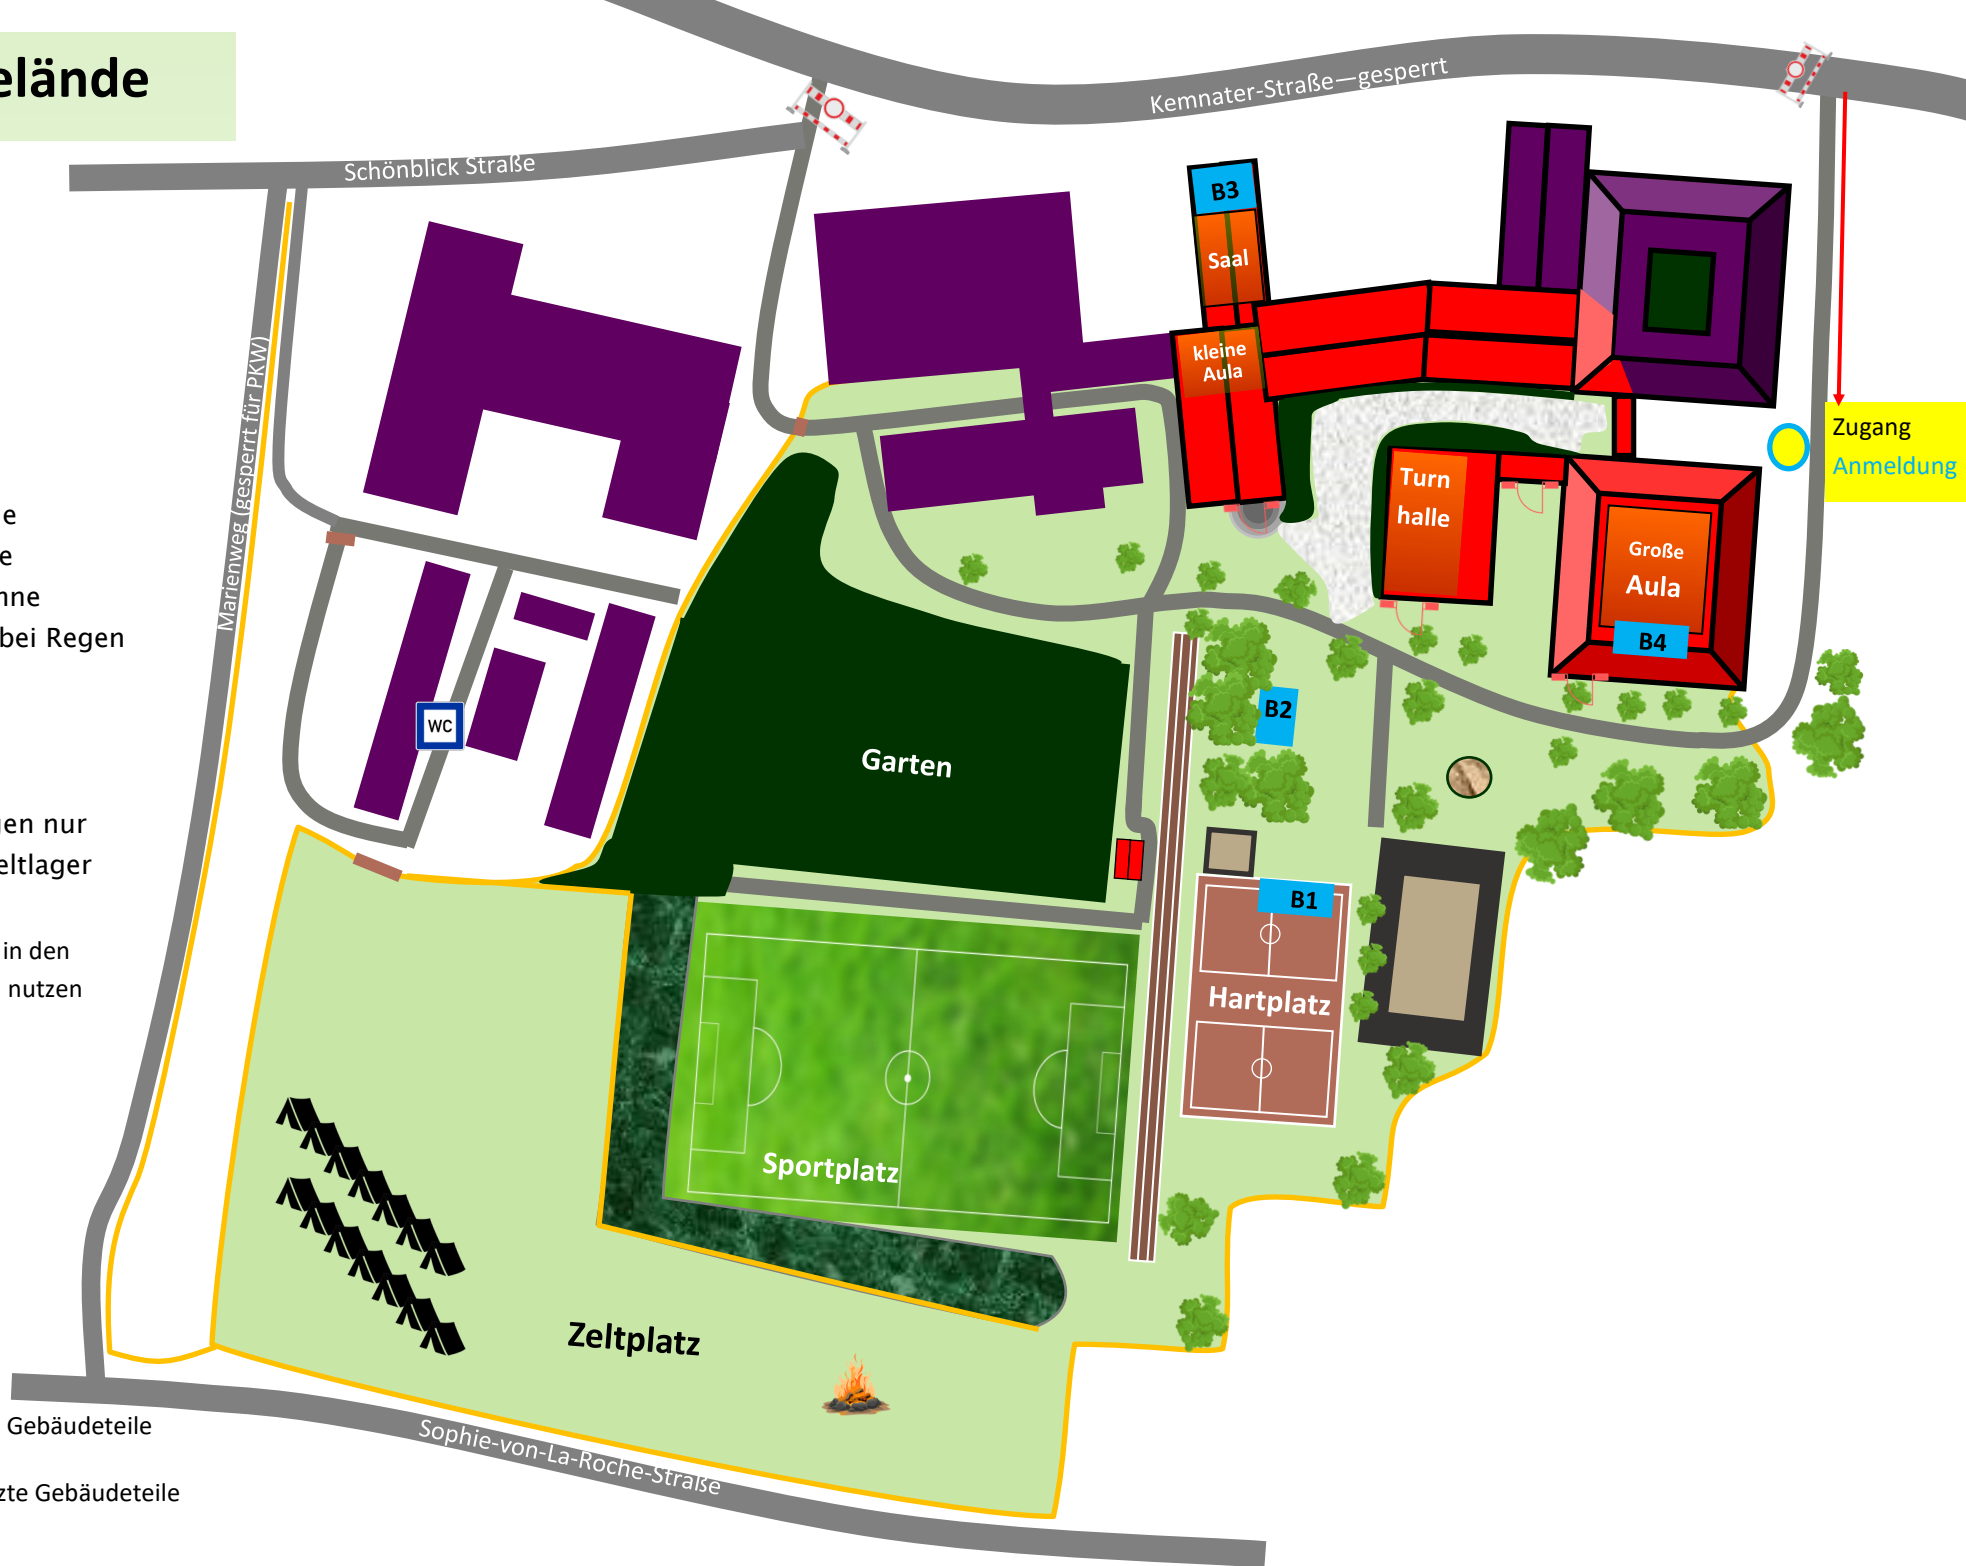 elände
Kemnater-Straße—gesperrt
Schönblick Straße
B3
Saal
kleine
Aula
Marienweg (gesperrt für PKW)
Zugang
Anmeldung
Turn
halle
Große
Aula
B4
e
e
nne
bei Regen
WC
B2
Garten
gen nur
eltlager
B1
in den
nutzen
Hartplatz
Sportplatz
Zeltplatz
Gebäudeteile
Sophie-von-La-Roche-Straße
zte Gebäudeteile